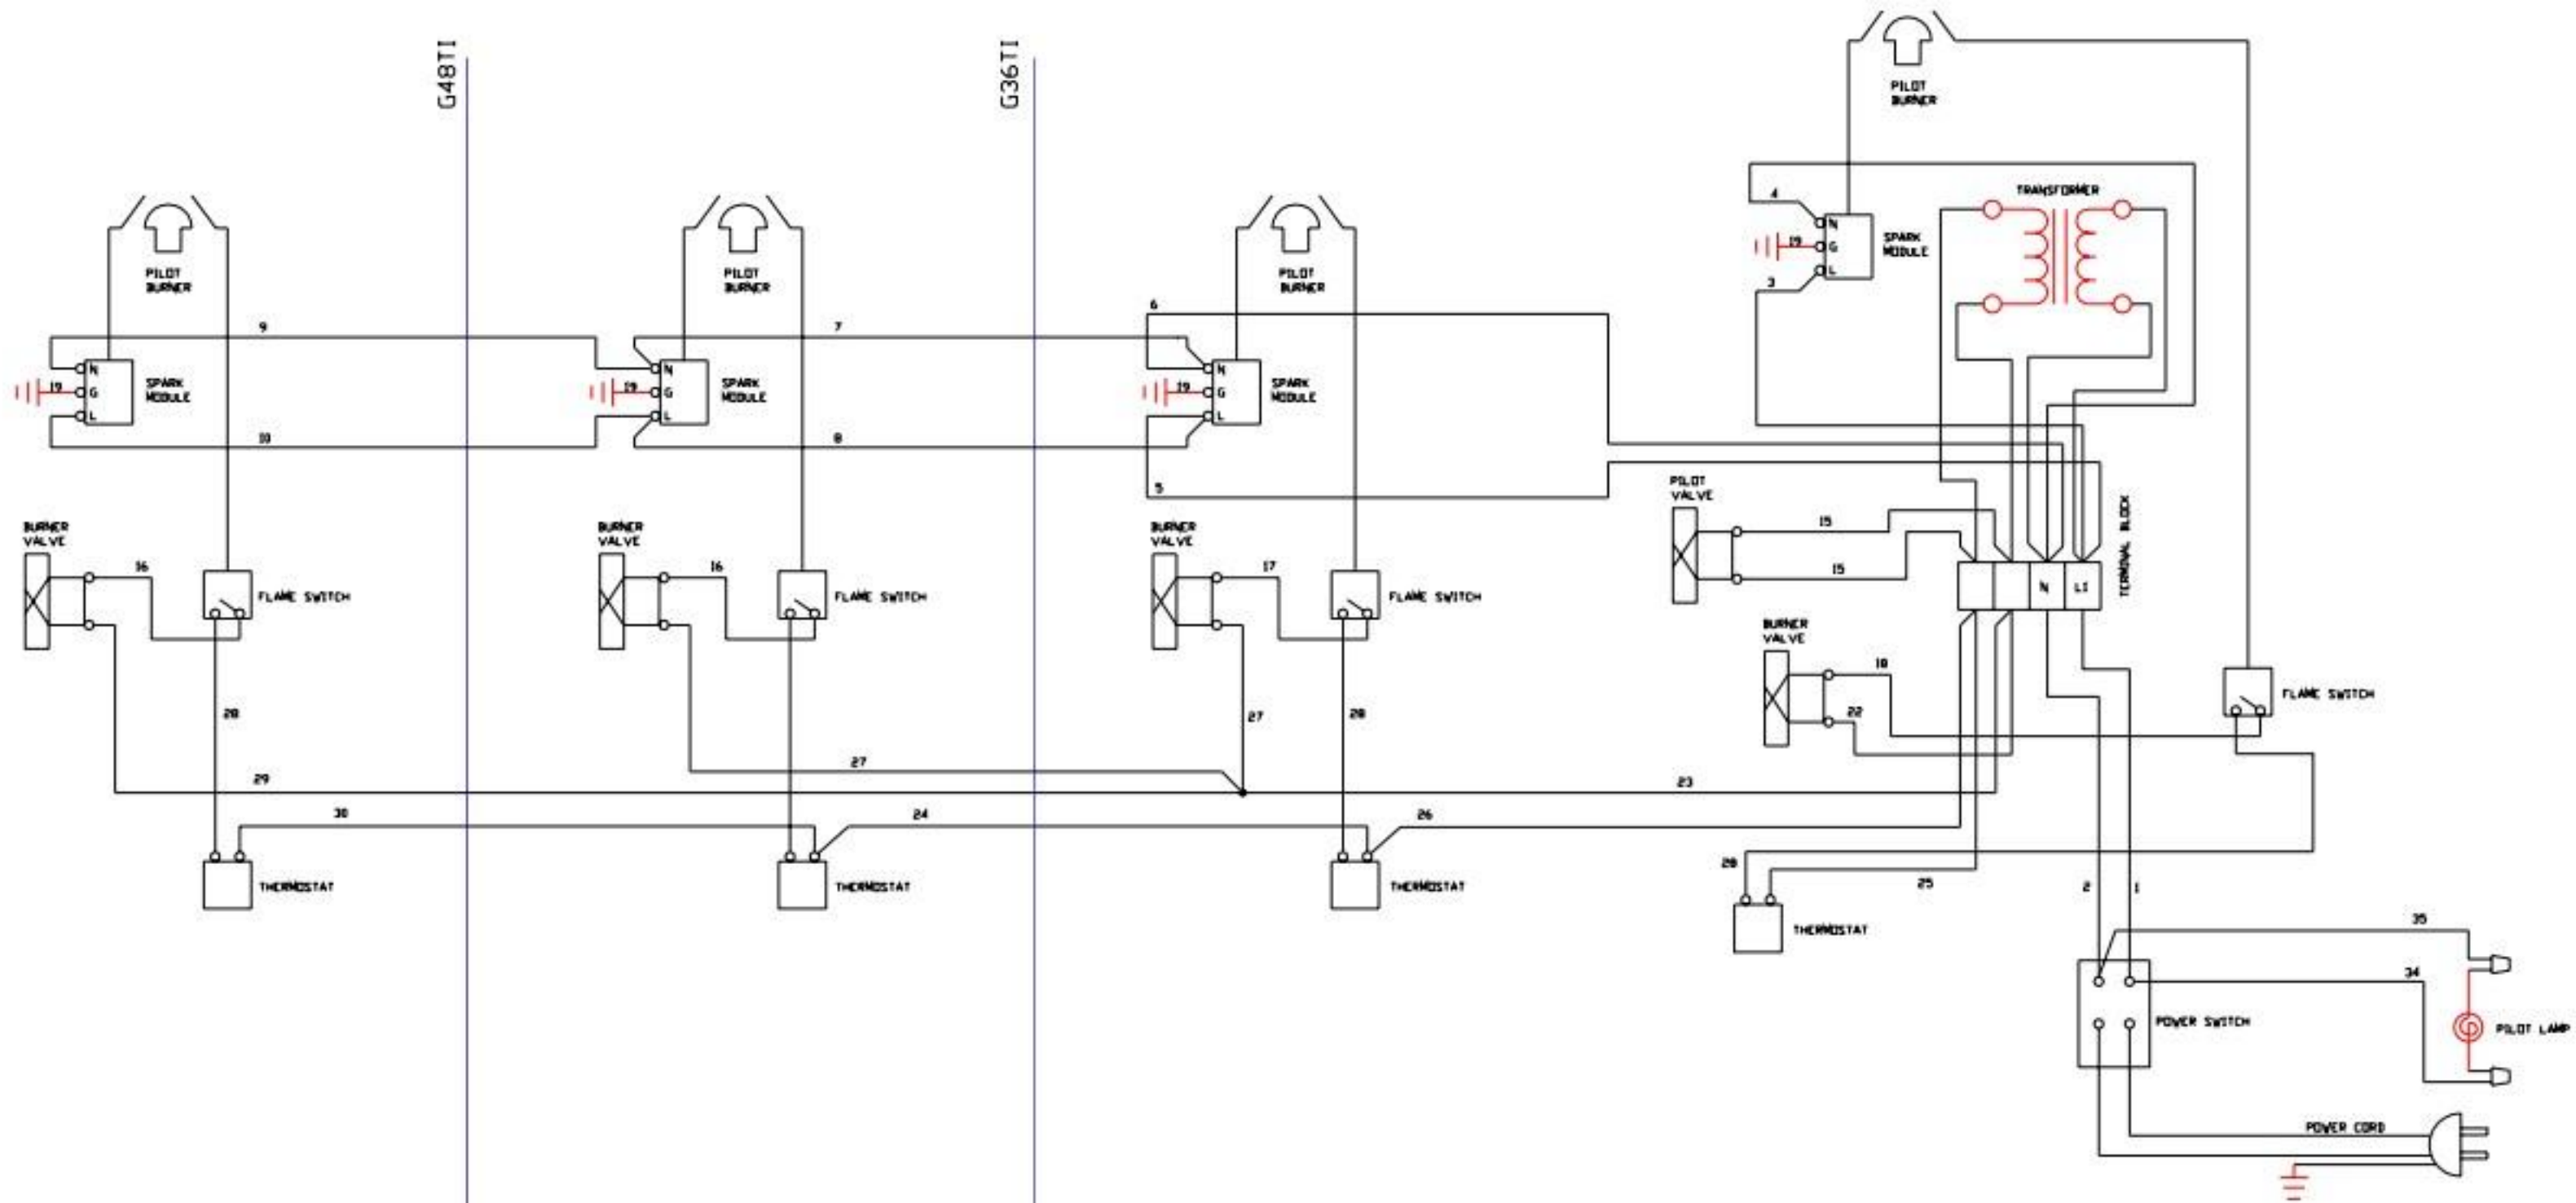 G48TI
G36TI
PILOT
BURNER
TRANSFORMER
4
N
19
G
L
SPARK
MODULE
3
PILOT
BURNER
PILOT
BURNER
PILOT
BURNER
9
7
6
N
19
G
L
SPARK
MODULE
N
19
G
L
SPARK
MODULE
N
19
G
L
SPARK
MODULE
10
8
5
PILOT
VALVE
15
15
TERMINAL BLOCK
N
L1
BURNER
VALVE
16
FLAME SWITCH
BURNER
VALVE
16
FLAME SWITCH
BURNER
VALVE
17
FLAME SWITCH
BURNER
VALVE
18
22
FLAME SWITCH
28
27
28
29
27
23
30
24
26
THERMOSTAT
THERMOSTAT
THERMOSTAT
28
25
2
1
THERMOSTAT
35
34
POWER SWITCH
PILOT LAMP
POWER CORD